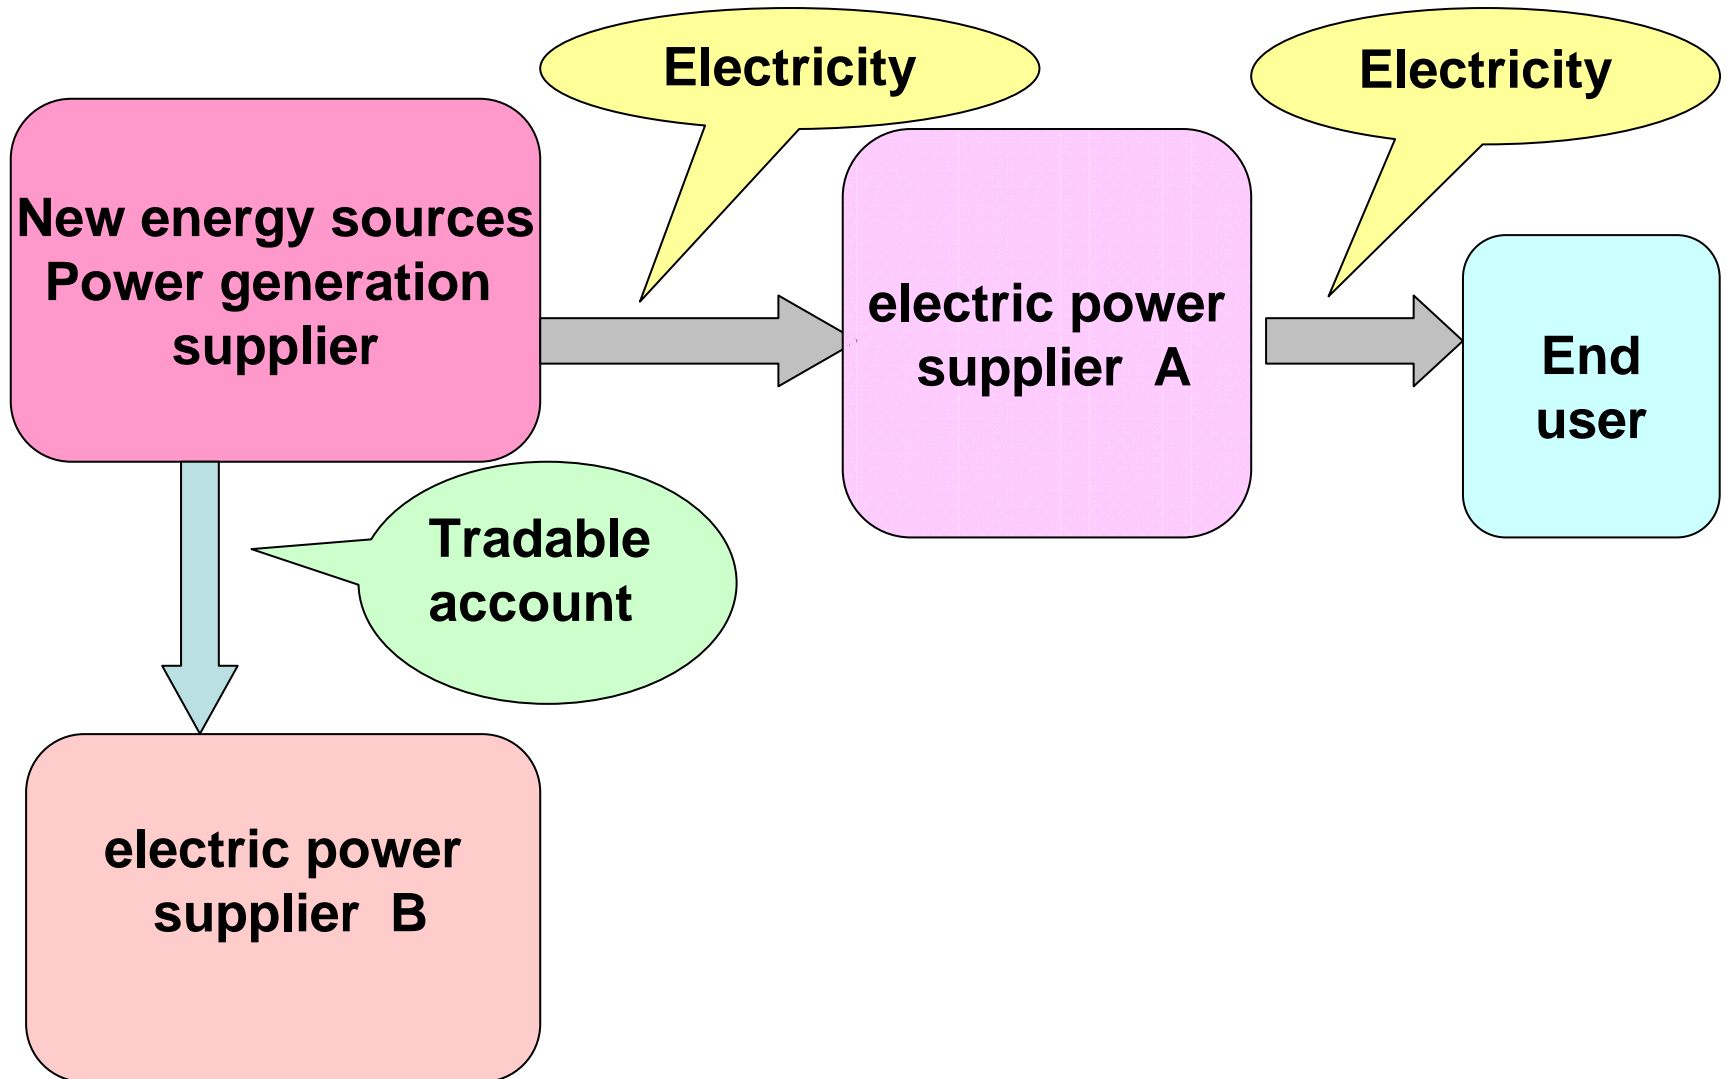 Electricity
Electricity
New energy sources
Power generation
supplier
electric power
supplier A
End
user
Tradable
account
electric power
supplier B